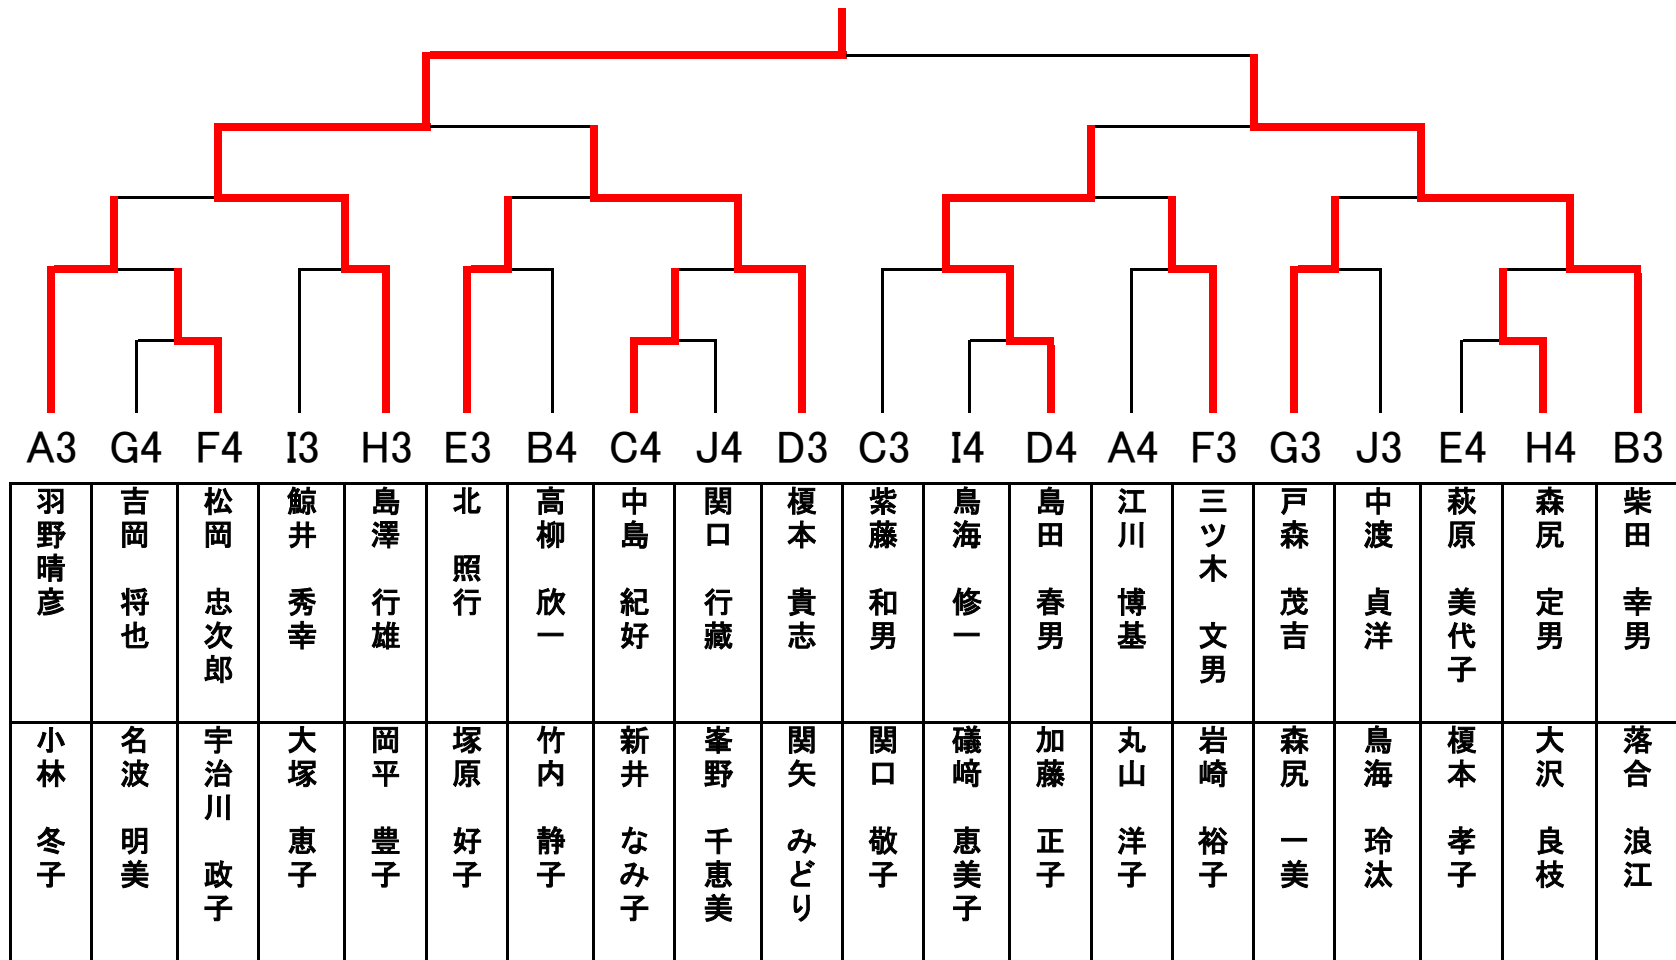 A3 G4 F4 I3 H3 E3 B4 C4 J4 D3 C3 I4 D4 A4 F3 G3 J3 E4 H4 B3
羽野晴彦
吉岡　将也
松岡　忠次郎
鯨井　秀幸
島澤　行雄
北　照行
高柳　欣一
中島　紀好
関口　行藏
榎本　貴志
紫藤　和男
鳥海　修一
島田　春男
江川　博基
三ツ木　文男
戸森　茂吉
中渡　貞洋
萩原　美代子
森尻　定男
柴田　幸男
小林　冬子
名波　明美
宇治川　政子
大塚　恵子
岡平　豊子
塚原　好子
竹内　静子
新井　なみ子
峯野　千恵美
関矢　みどり
関口　敬子
礒﨑　恵美子
加藤　正子
丸山　洋子
岩崎　裕子
森尻　一美
鳥海　玲汰
榎本　孝子
大沢　良枝
落合　浪江